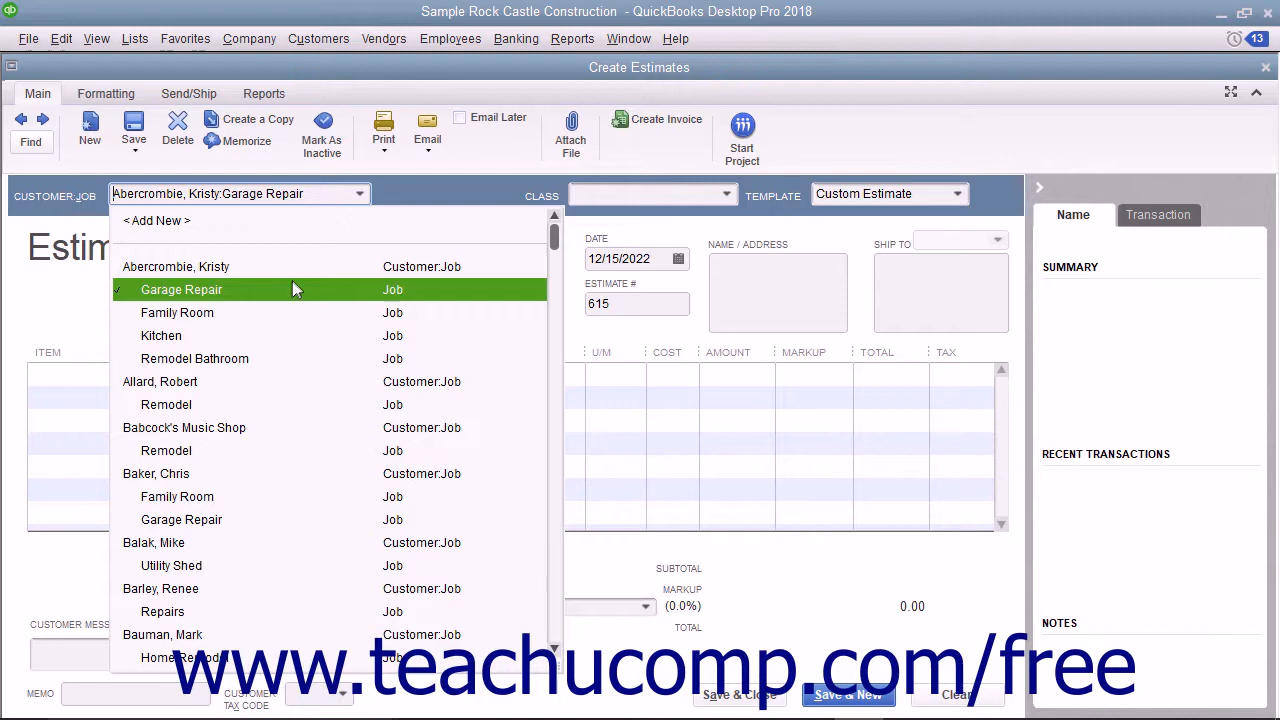 Sample Rock Castle Construction - QuickBooks Desktop Pro 2018
File Edit View Lists Favorites Company Customers Vendors Employees Banking Reports Window Help 13
Create Estimates
Main Formatting Send/Ship Reports
Find New Save Delete Create a Copy Memorize Mark As Inactive Print Email Email Later Attach File Create Invoice Start Project
CUSTOMER:JOB Abercrombie, Kristy:Garage Repair CLASS TEMPLATE Custom Estimate
Name Transaction
< Add New >
Estim
DATE NAME / ADDRESS SHIP TO
12/15/2022
SUMMARY
Abercrombie, Kristy Customer:Job
ESTIMATE #
Garage Repair Job
615
Family Room Job
Kitchen Job
ITEM U/M COST AMOUNT MARKUP TOTAL TAX
Remodel Bathroom Job
Allard, Robert Customer:Job
Remodel Job
Babcock's Music Shop Customer:Job
Remodel Job
RECENT TRANSACTIONS
Baker, Chris Customer:Job
Family Room Job
Garage Repair Job
Balak, Mike Customer:Job
Utility Shed Job
SUBTOTAL
Barley, Renee Customer:Job
MARKUP
(0.0%) 0.00
Repairs Job
CUSTOMER MESS
TOTAL
NOTES
Bauman, Mark Customer:Job
www.teachucomp.com/free
MEMO CUSTOMER TAX CODE
Save & Close Save & New Clear